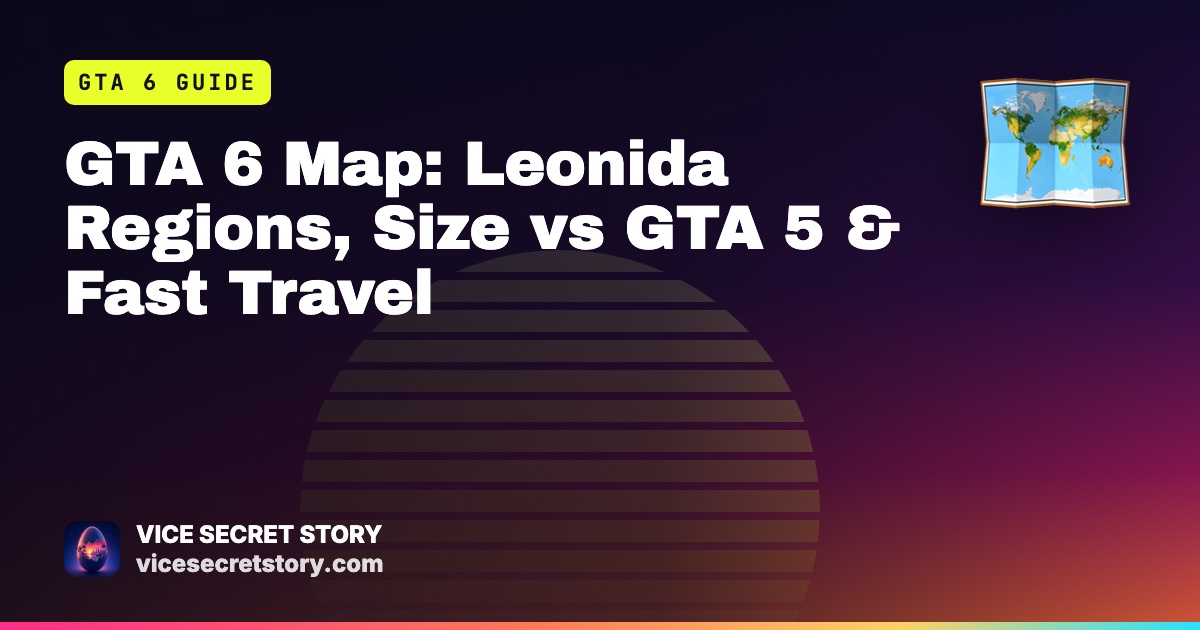 GTA 6 GUIDE
GTA 6 Map: Leonida
Regions, Size vs GTA 5 &
Fast Travel
VICE SECRET STORY
vicesecretstory.com